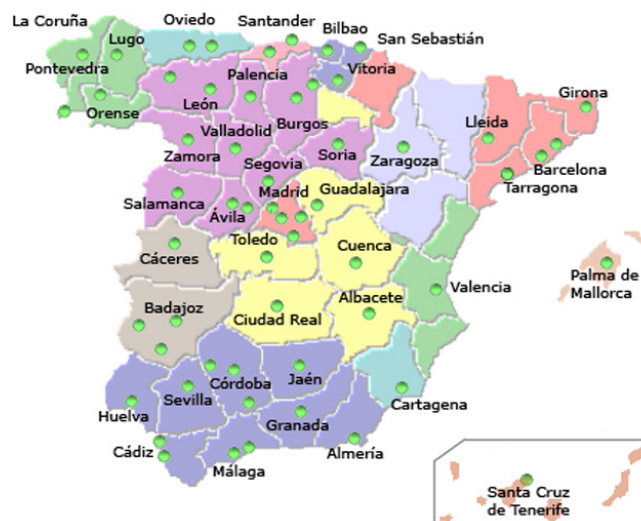 La Coruña
Lugo
Oviedo
Santander
Bilbao
San Sebastián
Pontevedra
Orense
León
Palencia
Burgos
Vitoria
Girona
Lleida
Zamora
Valladolid
Segovia
Soria
Zaragoza
Barcelona
Tarragona
Salamanca
Ávila
Madrid
Guadalajara
Cáceres
Toledo
Cuenca
Palma de
Mallorca
Badajoz
Ciudad Real
Albacete
Valencia
Huelva
Sevilla
Córdoba
Jaén
Cartagena
Cádiz
Málaga
Granada
Almería
Santa Cruz
de Tenerife